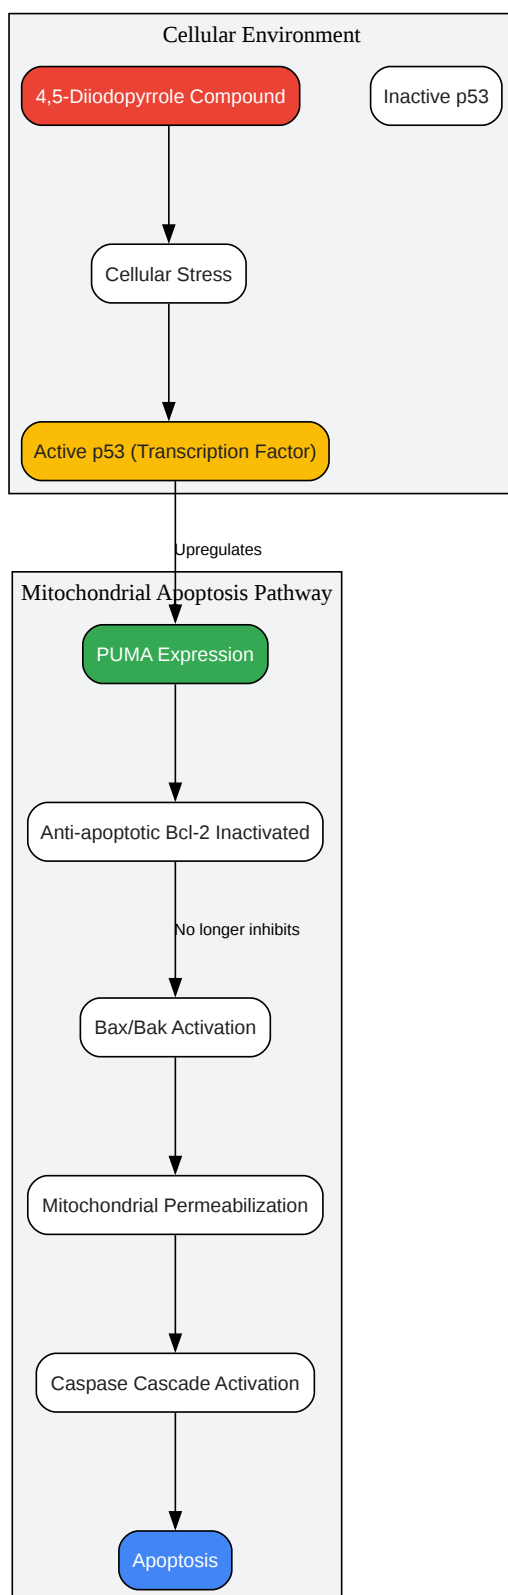 Cellular Environment
4,5-Diiodopyrrole Compound
Inactive p53
Cellular Stress
Active p53 (Transcription Factor)
Upregulates
Mitochondrial Apoptosis Pathway
PUMA Expression
Anti-apoptotic Bcl-2 Inactivated
No longer inhibits
Bax/Bak Activation
Mitochondrial Permeabilization
Caspase Cascade Activation
Apoptosis